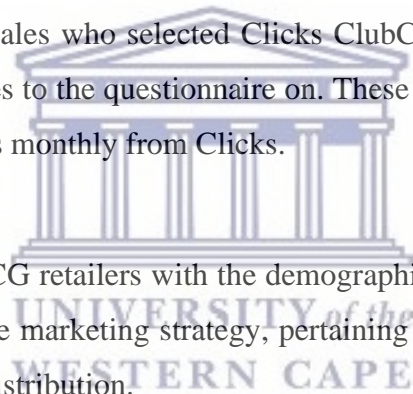 ales who selected Clicks ClubC
es to the questionnaire on. These
s monthly from Clicks.
CG retailers with the demographi
UNIVERSITY of the
e marketing strategy, pertaining
WESTERN CAPE
stribution.